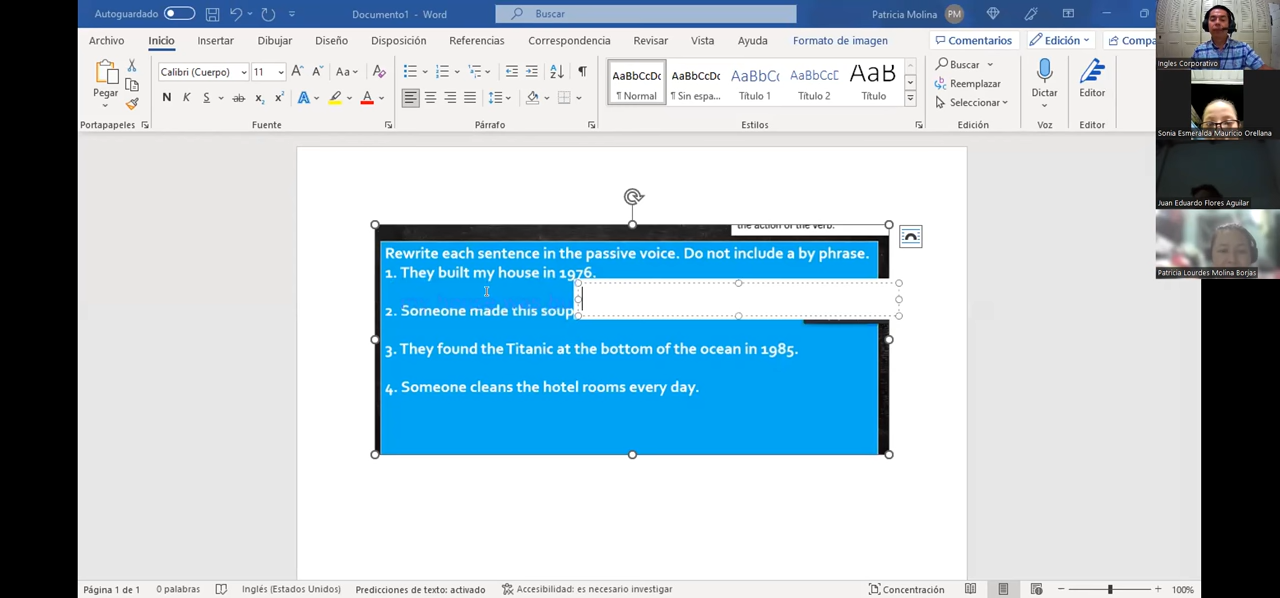 Autoguardado
Documento1 - Word
Buscar
Patricia Molina
PM
Archivo
Inicio
Insertar
Dibujar
Diseño
Disposición
Referencias
Correspondencia
Revisar
Vista
Ayuda
Formato de imagen
Comentarios
Edición
Compa
Pegar
Calibri (Cuerpo)
11
Aa
N
K
S
ab
x₂
x²
A
A
AaBbCcDc
¶ Normal
AaBbCcDc
¶ Sin espa...
AaBbCc
Título 1
AaBbCcD
Título 2
AaB
Título
Buscar
Reemplazar
Seleccionar
Dictar
Editor
Portapapeles
Fuente
Párrafo
Estilos
Edición
Voz
Editor
Ingles Corporativo
Sonia Esmeralda Mauricio Orellana
Juan Eduardo Flores Aguilar
Patricia Lourdes Molina Borjas
the action of the verb.
Rewrite each sentence in the passive voice. Do not include a by phrase.
1. They built my house in 1976.
2. Someone made this soup
3. They found the Titanic at the bottom of the ocean in 1985.
4. Someone cleans the hotel rooms every day.
Página 1 de 1
0 palabras
Inglés (Estados Unidos)
Predicciones de texto: activado
Accesibilidad: es necesario investigar
Concentración
100%